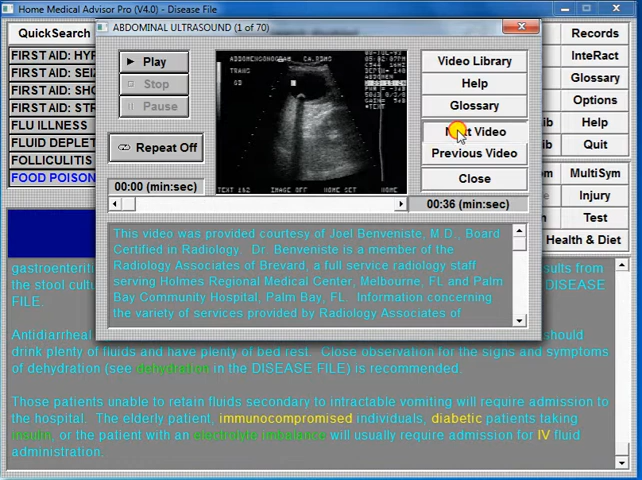 Home Medical Advisor Pro (V4.0) - Disease File
ABDOMINAL ULTRASOUND (1 of 70)
QuickSearch
Records
FIRST AID: HYP
FIRST AID: SEIZ
FIRST AID: SHO
FIRST AID: STR
FLU ILLNESS
FLUID DEPLET
FOLLICULITIS
FOOD POISON
InteRact
Glossary
Options
Help
Quit
MultiSym
Injury
Test
Health & Diet
Play
Stop
Pause
Repeat Off
00:00 (min:sec)
TRANS
Video Library
Help
Glossary
Video
Previous Video
Close
00:36 (min:sec)
This video was provided courtesy of Joel Benveniste, M.D., Board
Certified in Radiology. Dr. Benveniste is a member of the
Radiology Associates of Brevard, a full service radiology staff
serving Holmes Regional Medical Center, Melbourne, FL and Palm
Bay Community Hospital, Palm Bay, FL. Information concerning
the variety of services provided by Radiology Associates of
gastroenteriti
sults from
the stool cult
DISEASE
FILE.
Antidiarrheal
should
drink plenty of fluids and have plenty of bed rest. Close observation for the signs and symptoms
of dehydration (see dehydration in the DISEASE FILE) is recommended.
Those patients unable to retain fluids secondary to intractable vomiting will require admission to
the hospital. The elderly patient, immunocompromised individuals, diabetic patients taking
insulin, or the patient with an electrolyte imbalance will usually require admission for IV fluid
administration.